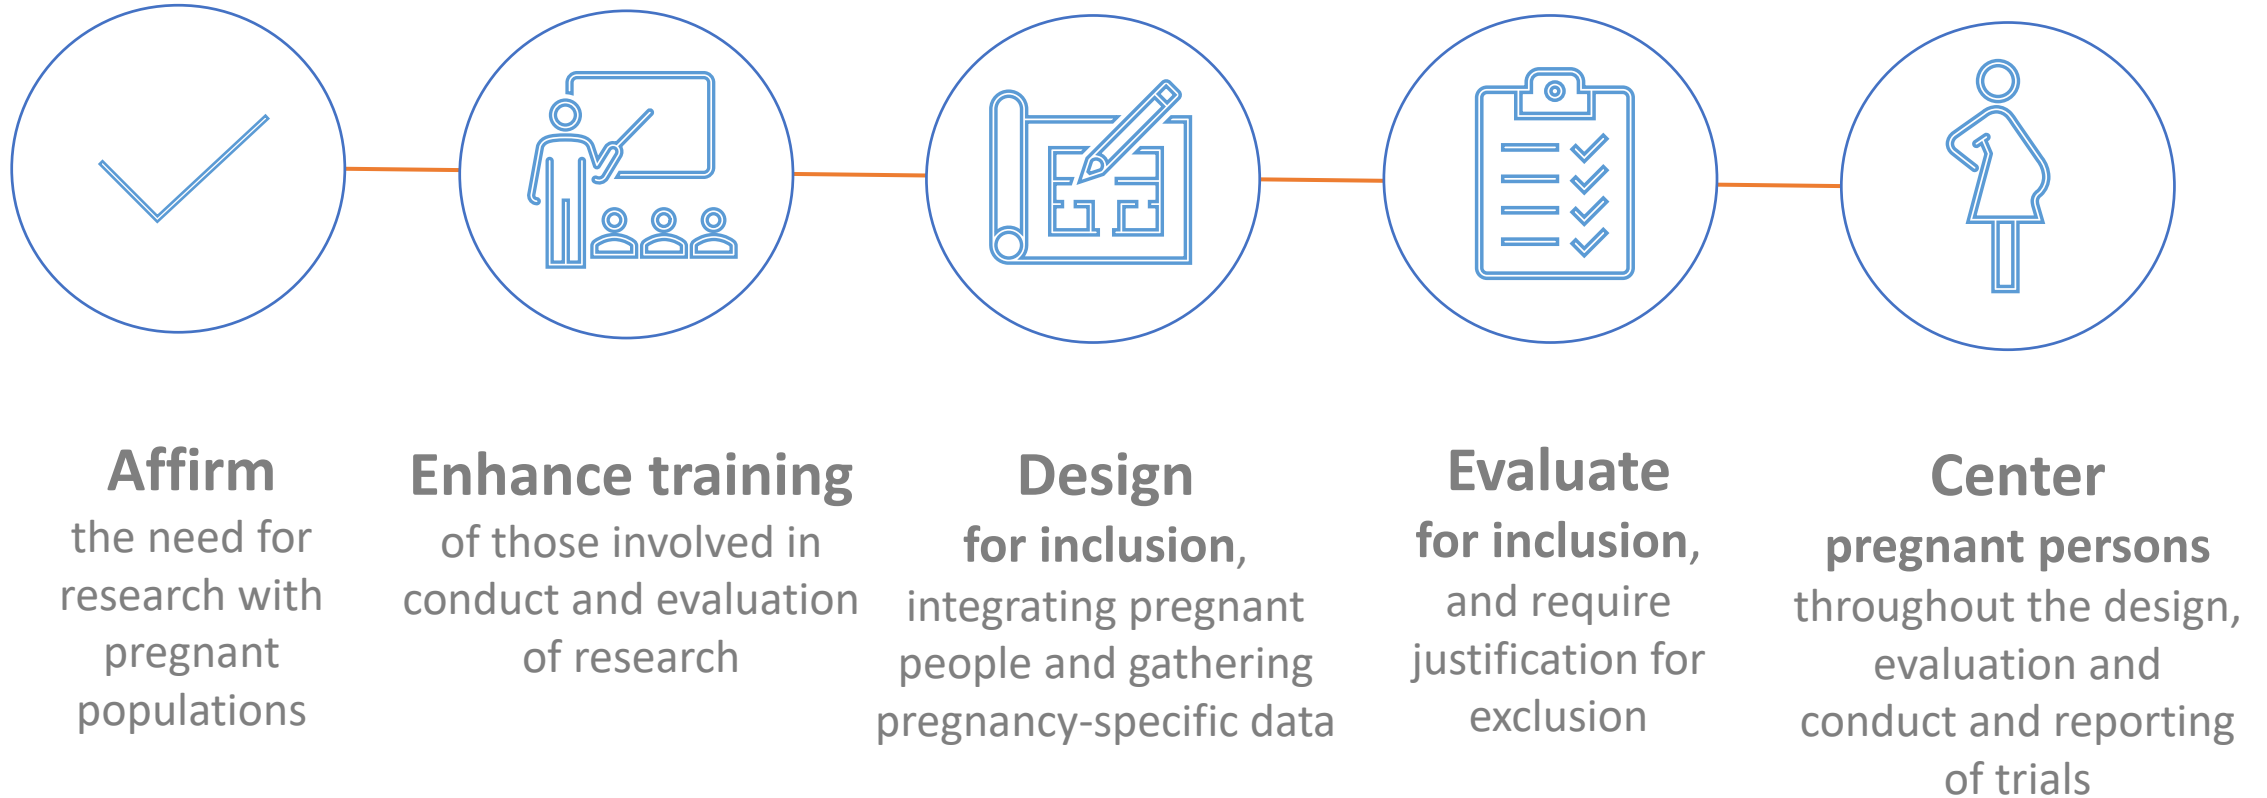 Affirm
the need for
research with
pregnant
populations
Enhance training
of those involved in
conduct and evaluation
of research
Design
for inclusion,
integrating pregnant
people and gathering
pregnancy-specific data
Evaluate
for inclusion,
and require
justification for
exclusion
Center
pregnant persons
throughout the design,
evaluation and
conduct and reporting
of trials